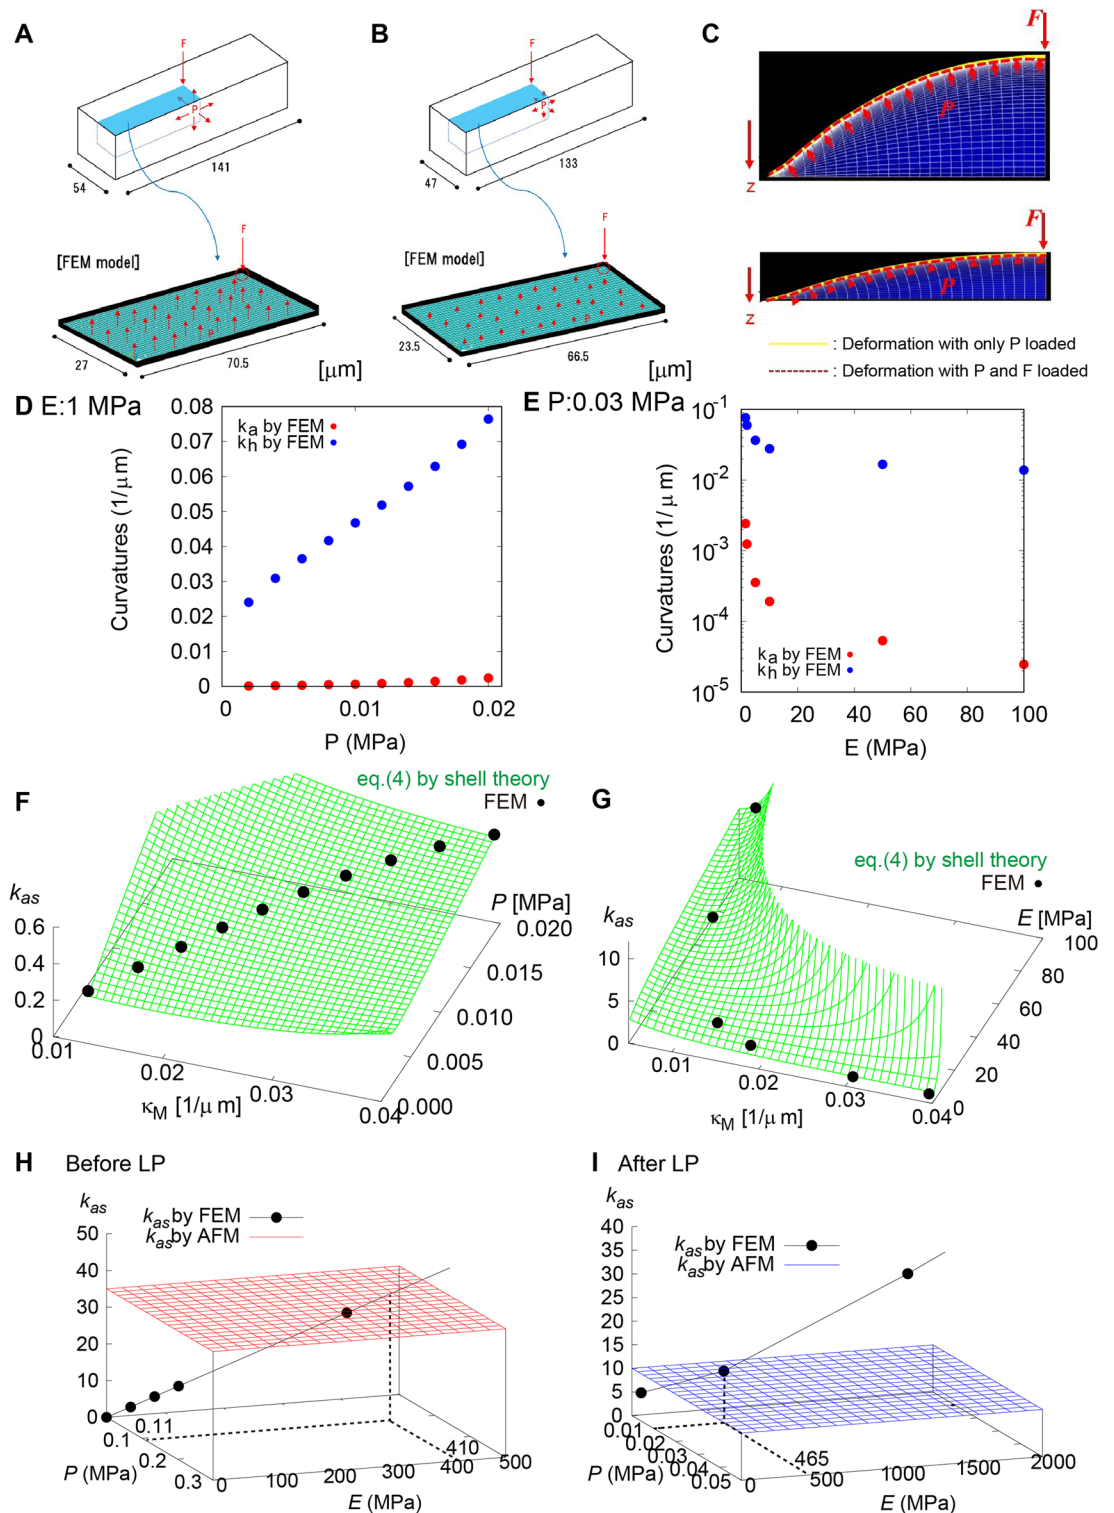 A
F
P
54
141
[FEM model]
F
P
27
70.5
[μm]
B
F
P
47
133
[FEM model]
F
P
23.5
66.5
[μm]
C
F
P
z
F
P
z
: Deformation with only P loaded
: Deformation with P and F loaded
D E:1 MPa
ka by FEM
kh by FEM
Curvatures (1/μm)
0.08
0.07
0.06
0.05
0.04
0.03
0.02
0.01
0
0 0.01 0.02
P (MPa)
E P:0.03 MPa
Curvatures (1/μ m)
10-1
10-2
10-3
10-4
10-5
ka by FEM
kh by FEM
0 20 40 60 80 100
E (MPa)
F
eq.(4) by shell theory
FEM
kas
0.6
0.4
0.2
0
0.01
0.02
0.03
0.04
κM [1/μ m]
P [MPa]
0.020
0.015
0.010
0.005
0.000
G
eq.(4) by shell theory
FEM
kas
10
5
0
0.01
0.02
0.03
0.04
κM [1/μ m]
E [MPa]
100
80
60
40
20
0
H Before LP
kas
kas by FEM
kas by AFM
50
40
30
20
10
0
0.11
0.1
0.2
0.3
P (MPa)
410
0 100 200 300 400 500
E (MPa)
I After LP
kas
kas by FEM
kas by AFM
40
35
30
25
20
15
10
5
0
0.01
0.02
0.03
0.04
0.05
P (MPa)
465
0 500 1000 1500 2000
E (MPa)